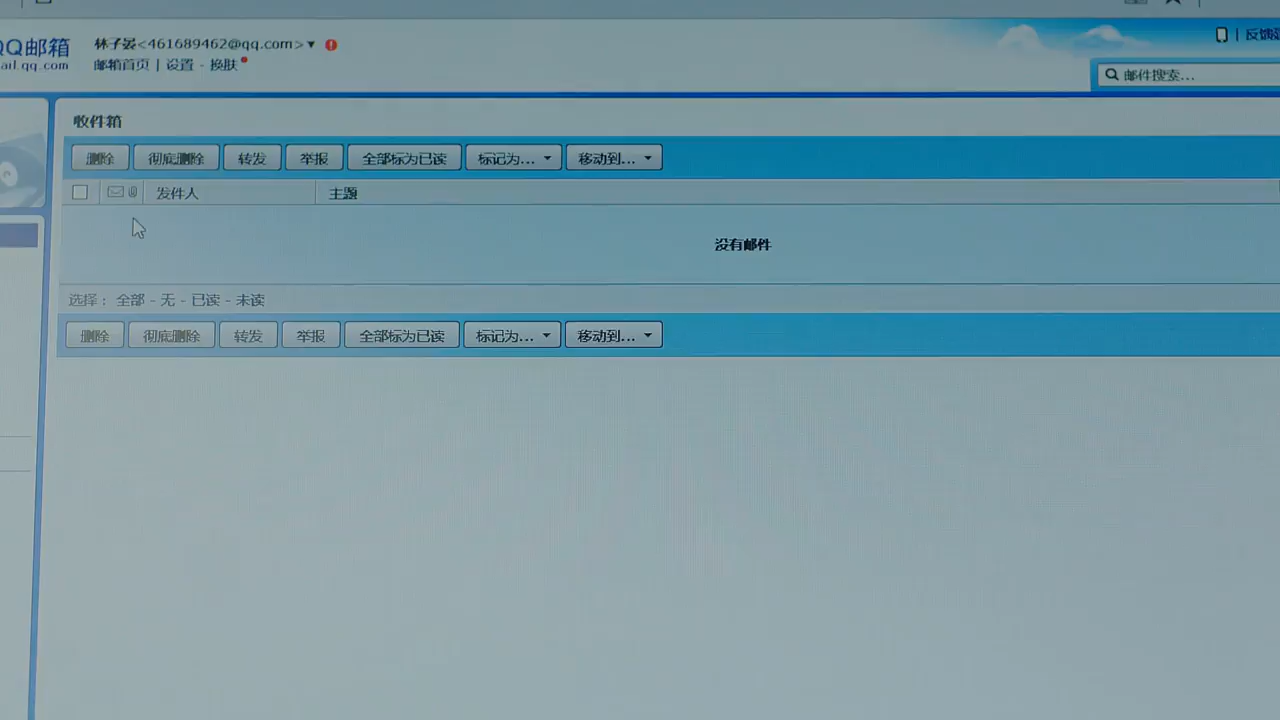 QQ邮箱
林子晏<461689462@qq.com>
反馈
ail.qq.com
邮箱首页 | 设置 - 换肤
邮件搜索...
收件箱
删除 彻底删除 转发 举报 全部标为已读 标记为... 移动到...
发件人 主题
没有邮件
选择： 全部 - 无 - 已读 - 未读
删除 彻底删除 转发 举报 全部标为已读 标记为... 移动到...